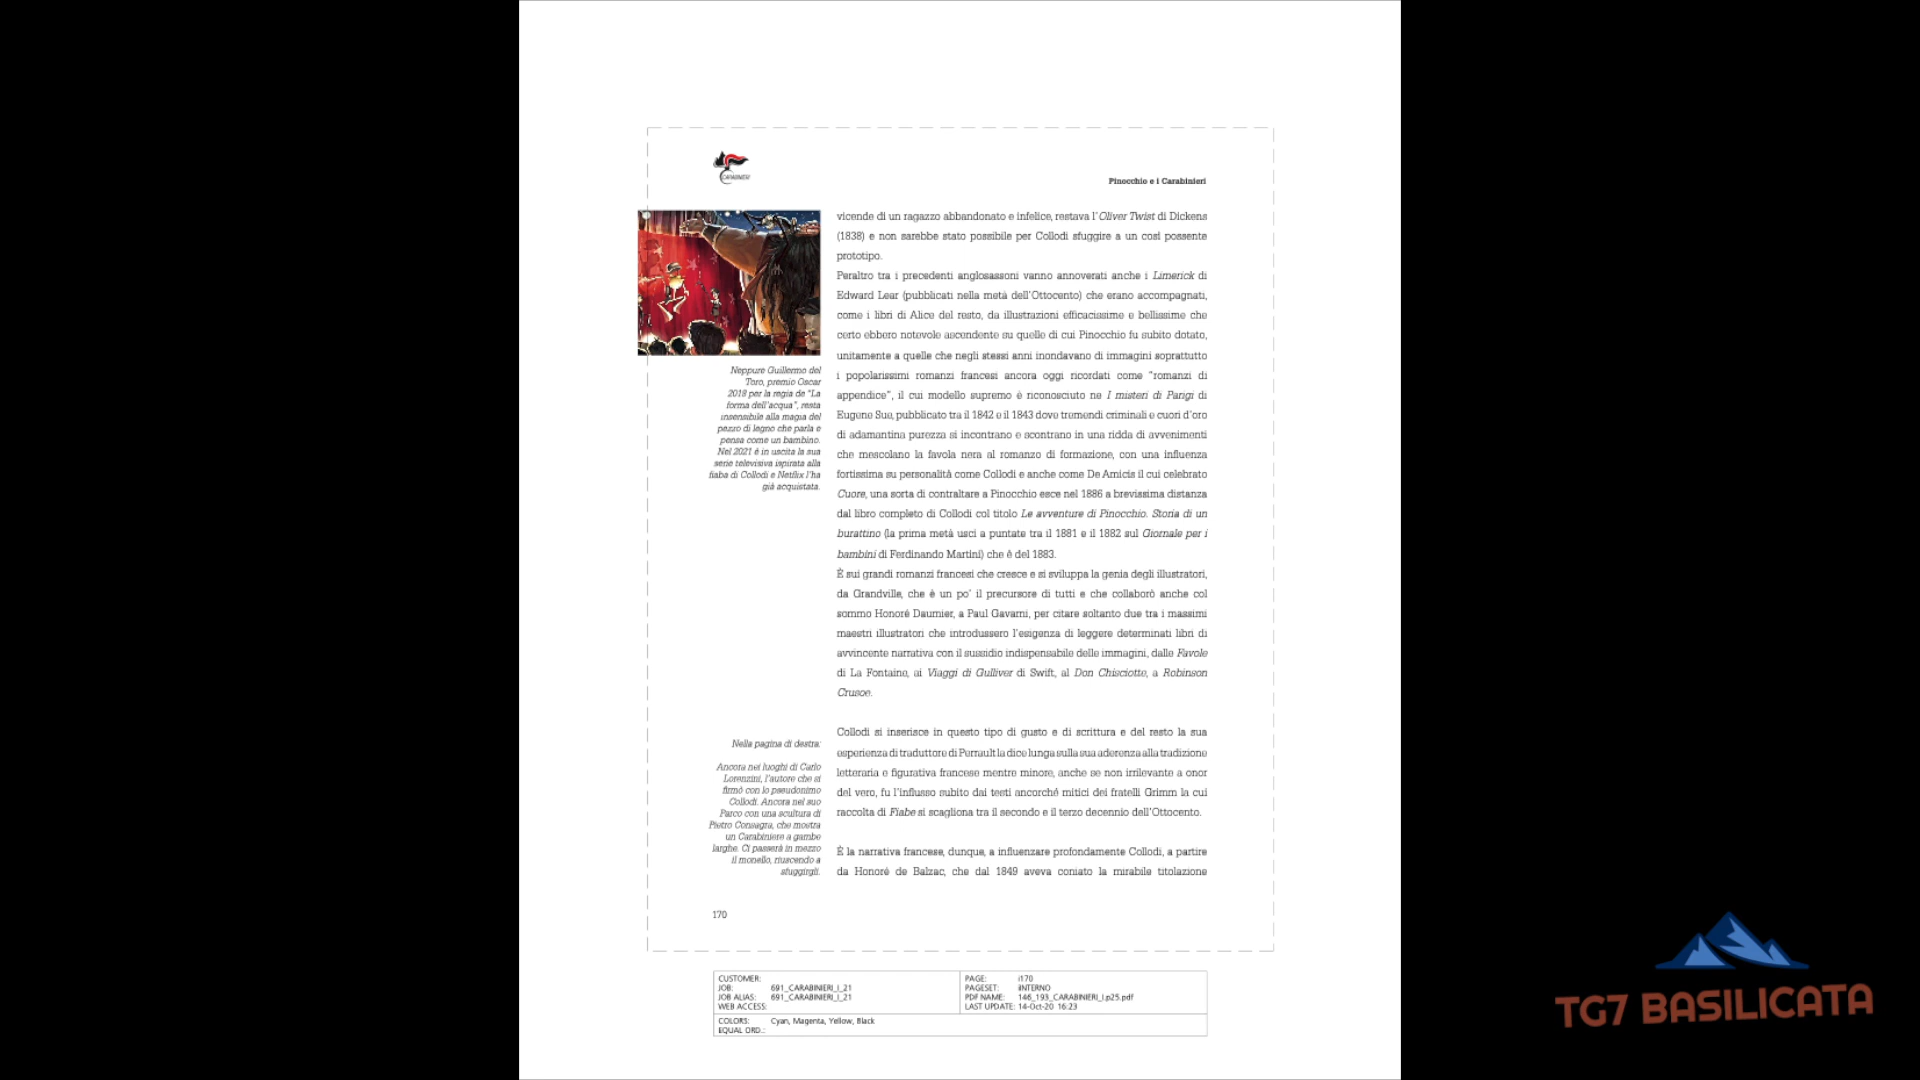 CARABINIERI
Pinocchio e i Carabinieri
vicende di un ragazzo abbandonato e infelice, restava l'Oliver Twist di Dickens
(1838) e non sarebbe stato possibile per Collodi sfuggire a un così possente
prototipo.
Peraltro tra i precedenti anglosassoni vanno annoverati anche i Limerick di
Edward Lear (pubblicati nella metà dell'Ottocento) che erano accompagnati,
come i libri di Alice del resto, da illustrazioni efficacissime e bellissime che
certo ebbero notevole ascendente su quelle di cui Pinocchio fu subito dotato,
unitamente a quelle che negli stessi anni inondavano di immagini soprattutto
i popolarissimi romanzi francesi ancora oggi ricordati come "romanzi di
appendice", il cui modello supremo è riconosciuto ne I misteri di Parigi di
Eugene Sue, pubblicato tra il 1842 e il 1843 dove tremendi criminali e cuori d'oro
di adamantina purezza si incontrano e scontrano in una ridda di avvenimenti
che mescolano la favola nera al romanzo di formazione, con una influenza
fortissima su personalità come Collodi e anche come De Amicis il cui celebrato
Cuore, una sorta di contraltare a Pinocchio esce nel 1886 a brevissima distanza
dal libro completo di Collodi col titolo Le avventure di Pinocchio. Storia di un
burattino (la prima metà uscì a puntate tra il 1881 e il 1882 sul Giornale per i
bambini di Ferdinando Martini) che è del 1883.
È sui grandi romanzi francesi che cresce e si sviluppa la genia degli illustratori,
da Grandville, che è un po' il precursore di tutti e che collaborò anche col
sommo Honoré Daumier, a Paul Gavarni, per citare soltanto due tra i massimi
maestri illustratori che introdussero l'esigenza di leggere determinati libri di
avvincente narrativa con il sussidio indispensabile delle immagini, dalle Favole
di La Fontaine, ai Viaggi di Gulliver di Swift, al Don Chisciotte, a Robinson
Crusoe.
Collodi si inserisce in questo tipo di gusto e di scrittura e del resto la sua
esperienza di traduttore di Perrault la dice lunga sulla sua aderenza alla tradizione
letteraria e figurativa francese mentre minore, anche se non irrilevante a onor
del vero, fu l'influsso subito dai testi ancorché mitici dei fratelli Grimm la cui
raccolta di Fiabe si scagliona tra il secondo e il terzo decennio dell'Ottocento.
È la narrativa francese, dunque, a influenzare profondamente Collodi, a partire
da Honoré de Balzac, che dal 1849 aveva coniato la mirabile titolazione
Neppure Guillermo del
Toro, premio Oscar
2018 per la regia de "La
forma dell'acqua", resta
insensibile alla magia del
pezzo di legno che parla e
pensa come un bambino.
Nel 2021 è in uscita la sua
serie televisiva ispirata alla
fiaba di Collodi e Netflix l'ha
già acquistata.
Nella pagina di destra:
Ancora nei luoghi di Carlo
Lorenzini, l'autore che si
firmò con lo pseudonimo
Collodi. Ancora nel suo
Parco con una scultura di
Pietro Consagra, che mostra
un Carabiniere a gambe
larghe. Ci passerà in mezzo
il monello, riuscendo a
sfuggirgli.
170
CUSTOMER:
JOB: 691_CARABINIERI_I_21
JOB ALIAS: 691_CARABINIERI_I_21
WEB ACCESS:
COLORS: Cyan, Magenta, Yellow, Black
EQUAL ORD.:
PAGE: i170
PAGESET: iINTERNO
PDF NAME: 146_193_CARABINIERI_I.p25.pdf
LAST UPDATE: 14-Oct-20 16:23
TG7 BASILICATA